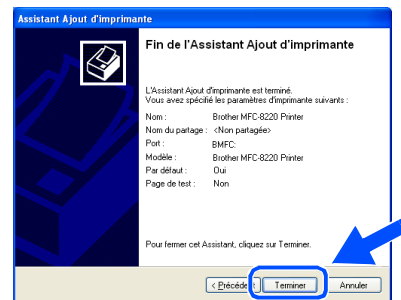 Assistant Ajout d'imprimante
Fin de l'Assistant Ajout d'imprimante
L'Assistant Ajout d'imprimante est terminé.
Vous avez spécifié les paramètres d'imprimante suivants :
Nom : Brother MFC-8220 Printer
Nom du partage : <Non partagée>
Port : BMFC:
Modèle : Brother MFC-8220 Printer
Par défaut : Oui
Page de test : Non
Pour fermer cet Assistant, cliquez sur Terminer.
< Précéde t Terminer Annuler